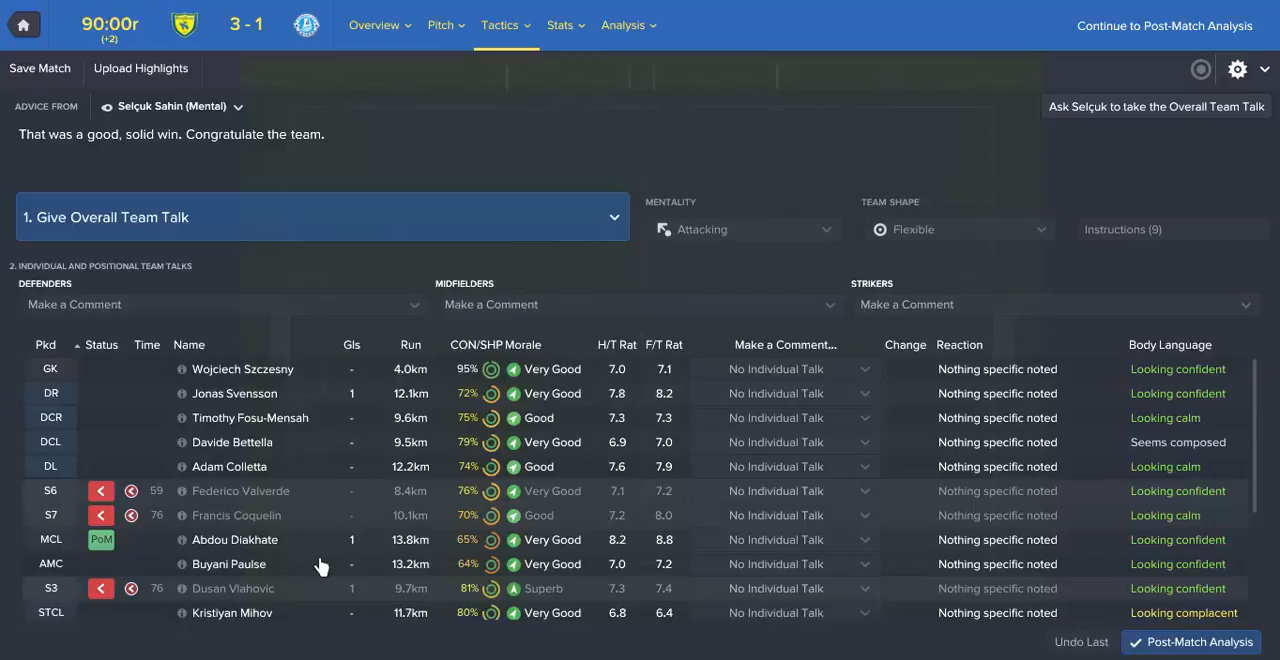 90:00r
(+2)
3 - 1
Overview
Pitch
Tactics
Stats
Analysis
Continue to Post-Match Analysis
Save Match
Upload Highlights
ADVICE FROM
Selçuk Sahin (Mental)
Ask Selçuk to take the Overall Team Talk
That was a good, solid win. Congratulate the team.
1. Give Overall Team Talk
MENTALITY
Attacking
TEAM SHAPE
Flexible
Instructions (9)
2. INDIVIDUAL AND POSITIONAL TEAM TALKS
DEFENDERS MIDFIELDERS STRIKERS
Make a Comment Make a Comment Make a Comment
Pkd Status Time Name Gls Run CON/SHP Morale H/T Rat F/T Rat Make a Comment... Change Reaction Body Language
GK Wojciech Szczesny - 4.0km 95% Very Good 7.0 7.1 No Individual Talk Nothing specific noted Looking confident
DR Jonas Svensson 1 12.1km 72% Very Good 7.8 8.2 No Individual Talk Nothing specific noted Looking confident
DCR Timothy Fosu-Mensah - 9.6km 75% Good 7.3 7.3 No Individual Talk Nothing specific noted Looking calm
DCL Davide Bettella - 9.5km 79% Very Good 6.9 7.0 No Individual Talk Nothing specific noted Seems composed
DL Adam Colletta - 12.2km 74% Good 7.6 7.9 No Individual Talk Nothing specific noted Looking calm
S6 59 Federico Valverde - 8.4km 76% Very Good 7.1 7.2 No Individual Talk Nothing specific noted Looking confident
S7 76 Francis Coquelin - 10.1km 70% Good 7.2 8.0 No Individual Talk Nothing specific noted Looking calm
MCL PoM Abdou Diakhate 1 13.8km 65% Very Good 8.2 8.8 No Individual Talk Nothing specific noted Looking confident
AMC Buyani Paulse - 13.2km 64% Very Good 7.0 7.2 No Individual Talk Nothing specific noted Looking confident
S3 76 Dusan Vlahovic 1 9.7km 81% Superb 7.3 7.4 No Individual Talk Nothing specific noted Looking confident
STCL Kristiyan Mihov - 11.7km 80% Very Good 6.8 6.4 No Individual Talk Nothing specific noted Looking complacent
Undo Last
Post-Match Analysis